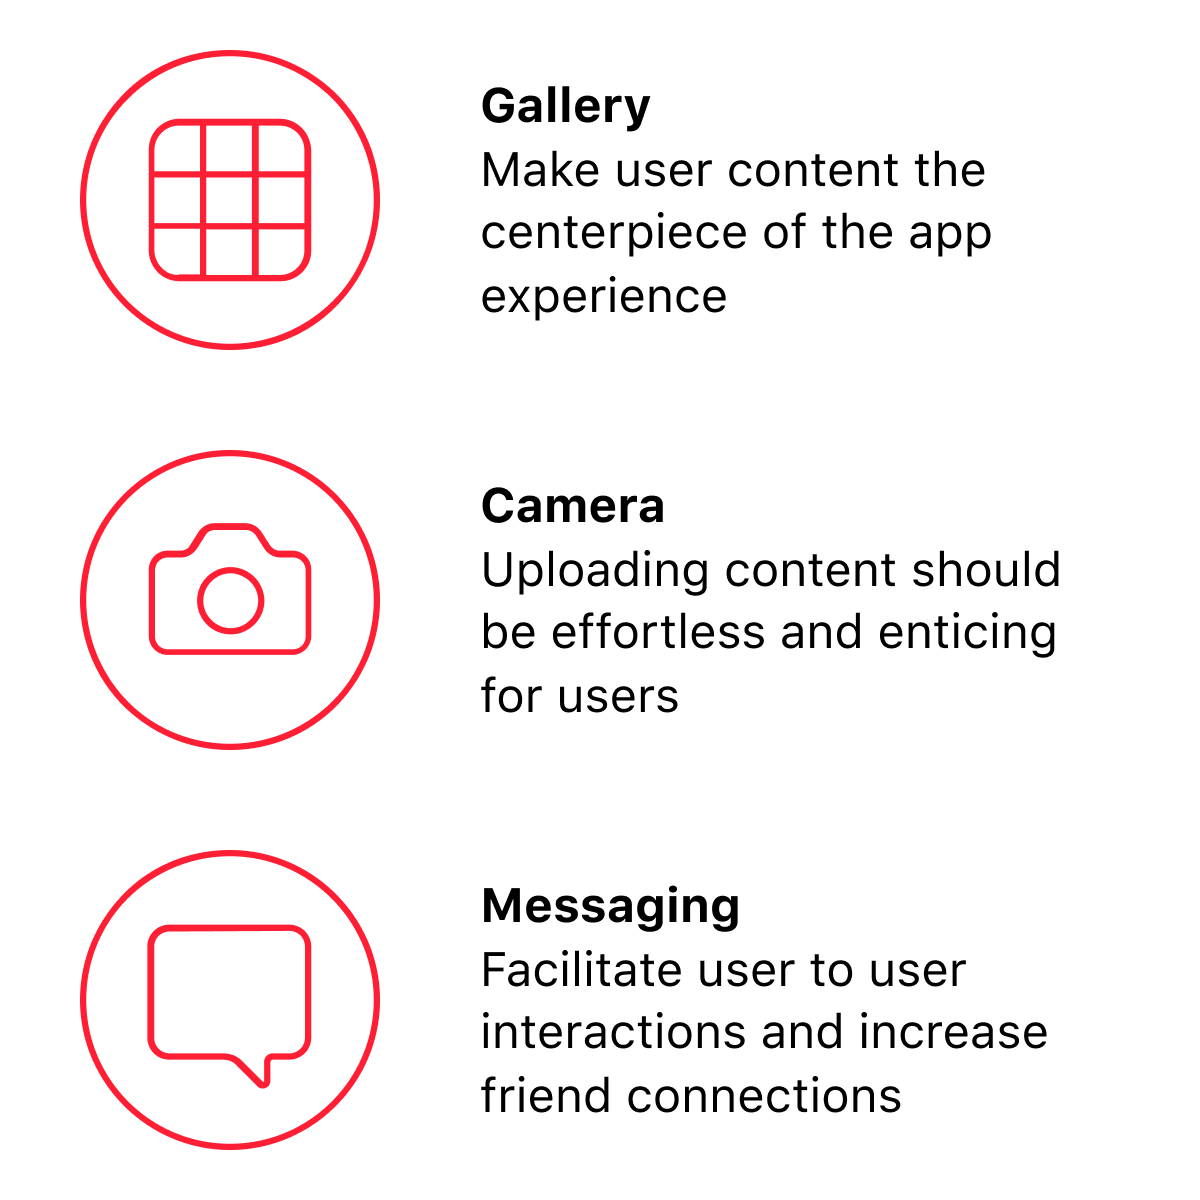 Gallery
Make user content the
centerpiece of the app
experience
Camera
Uploading content should
be effortless and enticing
for users
Messaging
Facilitate user to user
interactions and increase
friend connections